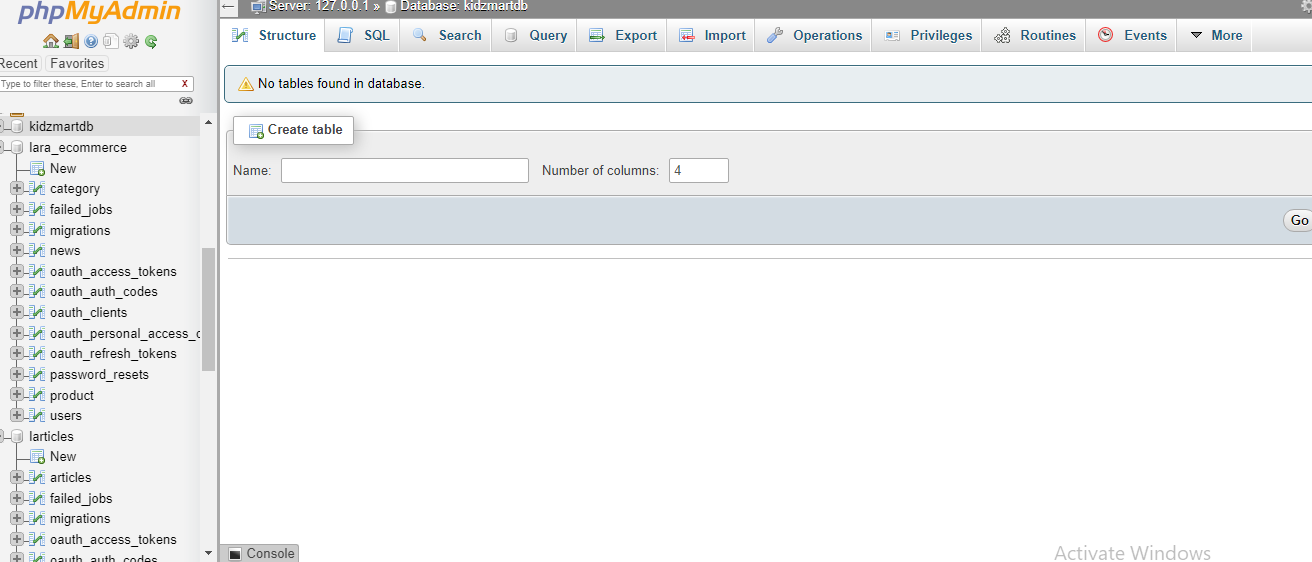 phpMyAdmin
Recent Favorites
Type to filter these, Enter to search all X
kidzmartdb
lara_ecommerce
New
category
failed_jobs
migrations
news
oauth_access_tokens
oauth_auth_codes
oauth_clients
oauth_personal_access_c
oauth_refresh_tokens
password_resets
product
users
larticles
New
articles
failed_jobs
migrations
oauth_access_tokens
oauth_auth_codes
Server: 127.0.0.1 » Database: kidzmartdb
Structure SQL Search Query Export Import Operations Privileges Routines Events More
No tables found in database.
Create table
Name: Number of columns: 4
Go
Console
Activate Windows